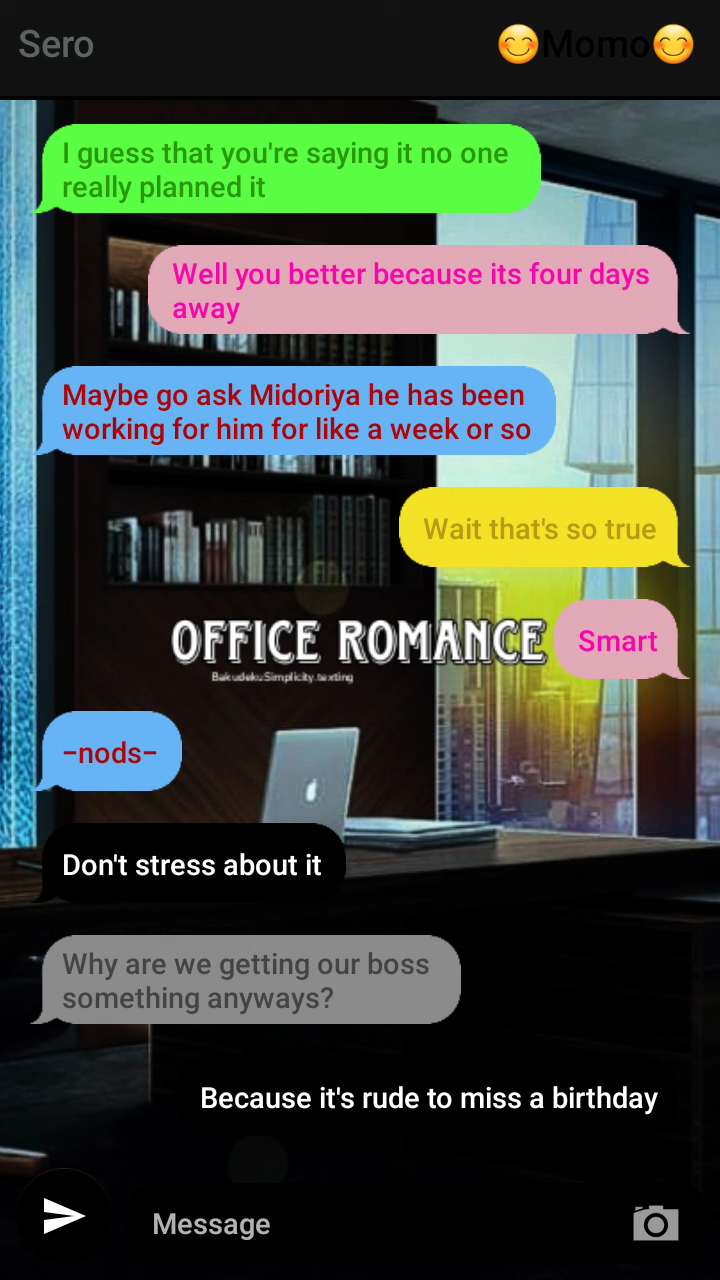 Sero
😊Momo😊
I guess that you're saying it no one
really planned it
Well you better because its four days
away
Maybe go ask Midoriya he has been
working for him for like a week or so
Wait that's so true
OFFICE ROMANCE
Smart
BakudekuSimplicity.texting
–nods–
Don't stress about it
Why are we getting our boss
something anyways?
Because it's rude to miss a birthday
Message